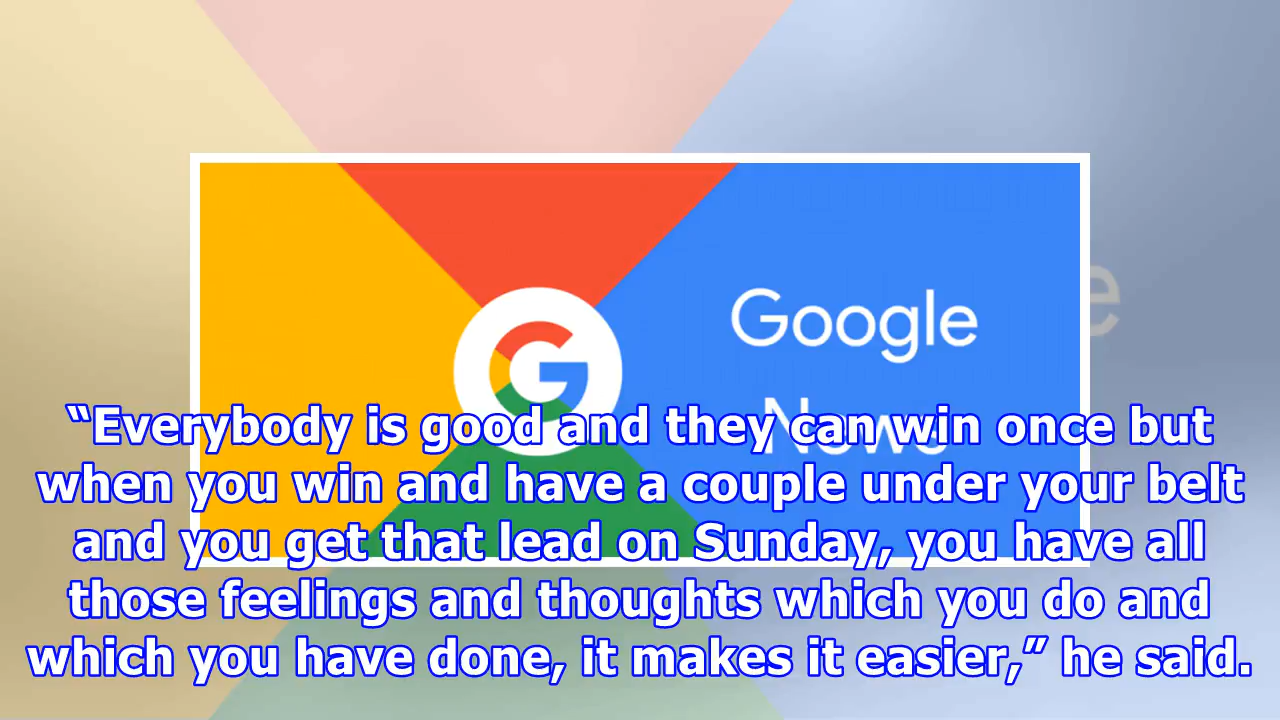 Google
e
News
“Everybody is good and they can win once but
when you win and have a couple under your belt
and you get that lead on Sunday, you have all
those feelings and thoughts which you do and
which you have done, it makes it easier,” he said.